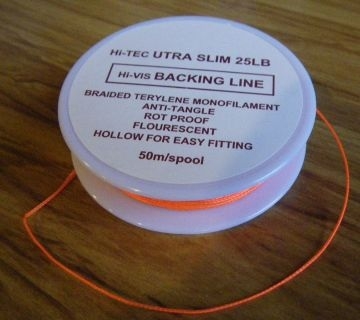 HI-TEC UTRA SLIM 25LB
HI-VIS BACKING LINE
BRAIDED TERYLENE MONOFILAMENT
ANTI-TANGLE
ROT PROOF
FLOURESCENT
HOLLOW FOR EASY FITTING
50m/spool